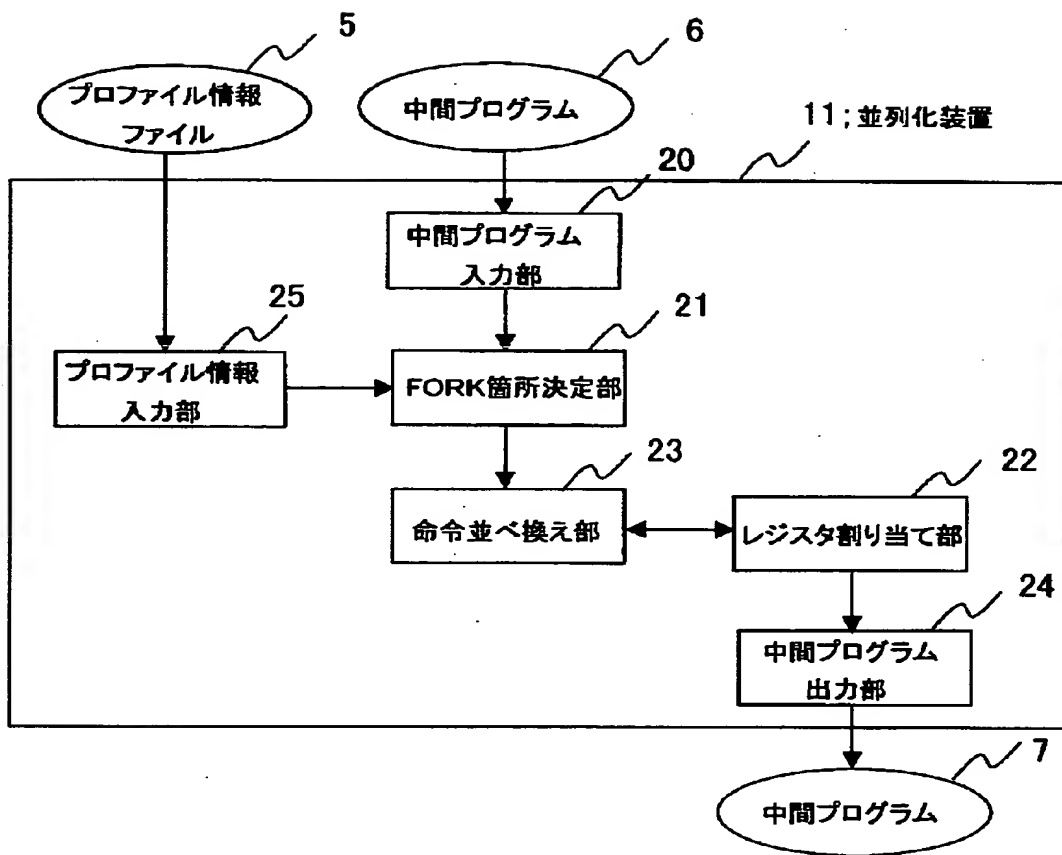 5
プロファイル情報
ファイル
6
中間プログラム
11;並列化装置
20
中間プログラム
入力部
25
プロファイル情報
入力部
21
FORK箇所決定部
23
命令並べ換え部
22
レジスタ割り当て部
24
中間プログラム
出力部
7
中間プログラム